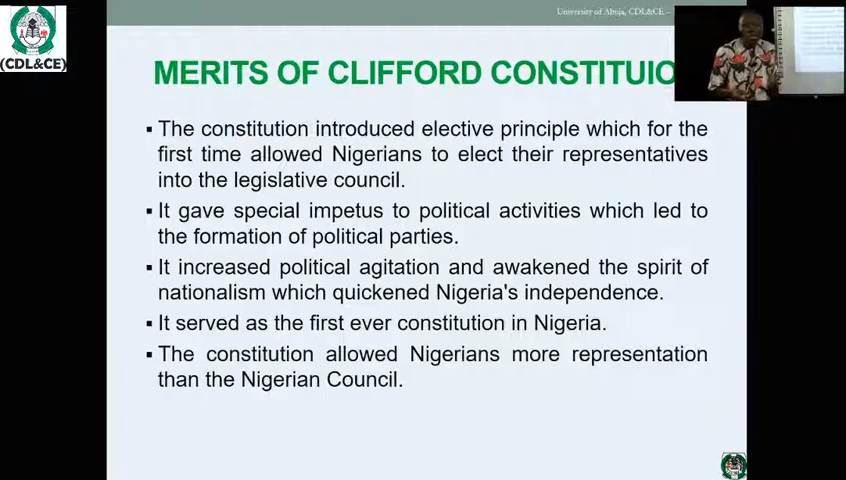 University of Abuja, CDL&CE –
(CDL&CE)
MERITS OF CLIFFORD CONSTITUIO
▪ The constitution introduced elective principle which for the
first time allowed Nigerians to elect their representatives
into the legislative council.
▪ It gave special impetus to political activities which led to
the formation of political parties.
▪ It increased political agitation and awakened the spirit of
nationalism which quickened Nigeria's independence.
▪ It served as the first ever constitution in Nigeria.
▪ The constitution allowed Nigerians more representation
than the Nigerian Council.